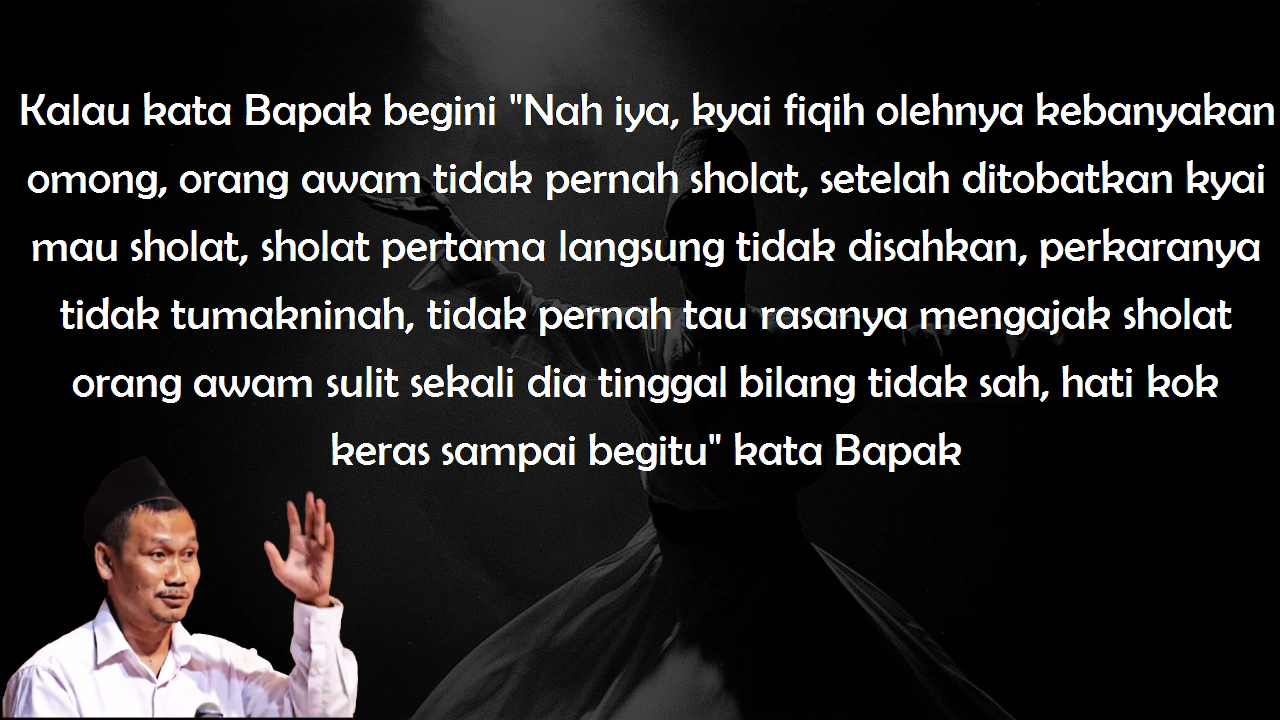 Kalau kata Bapak begini "Nah iya, kyai fiqih olehnya kebanyakan
omong, orang awam tidak pernah sholat, setelah ditobatkan kyai
mau sholat, sholat pertama langsung tidak disahkan, perkaranya
tidak tumakninah, tidak pernah tau rasanya mengajak sholat
orang awam sulit sekali dia tinggal bilang tidak sah, hati kok
keras sampai begitu" kata Bapak